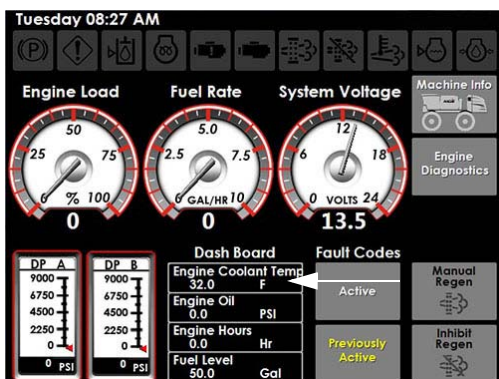 Tuesday 08:27 AM
(P)
Engine Load
Fuel Rate
System Voltage
Machine Info
50
25
75
0
%
100
0
5.0
2.5
7.5
0
GAL/HR
10
0
12
6
18
0
VOLTS
24
13.5
Engine
Diagnostics
DP A
9000
6750
4500
2250
0
0 PSI
DP B
9000
6750
4500
2250
0
0 PSI
Dash Board
Engine Coolant Temp
32.0 F
Engine Oil
0.0 PSI
Engine Hours
0.0 Hr
Fuel Level
50.0 Gal
Fault Codes
Active
Previously
Active
Manual
Regen
Inhibit
Regen